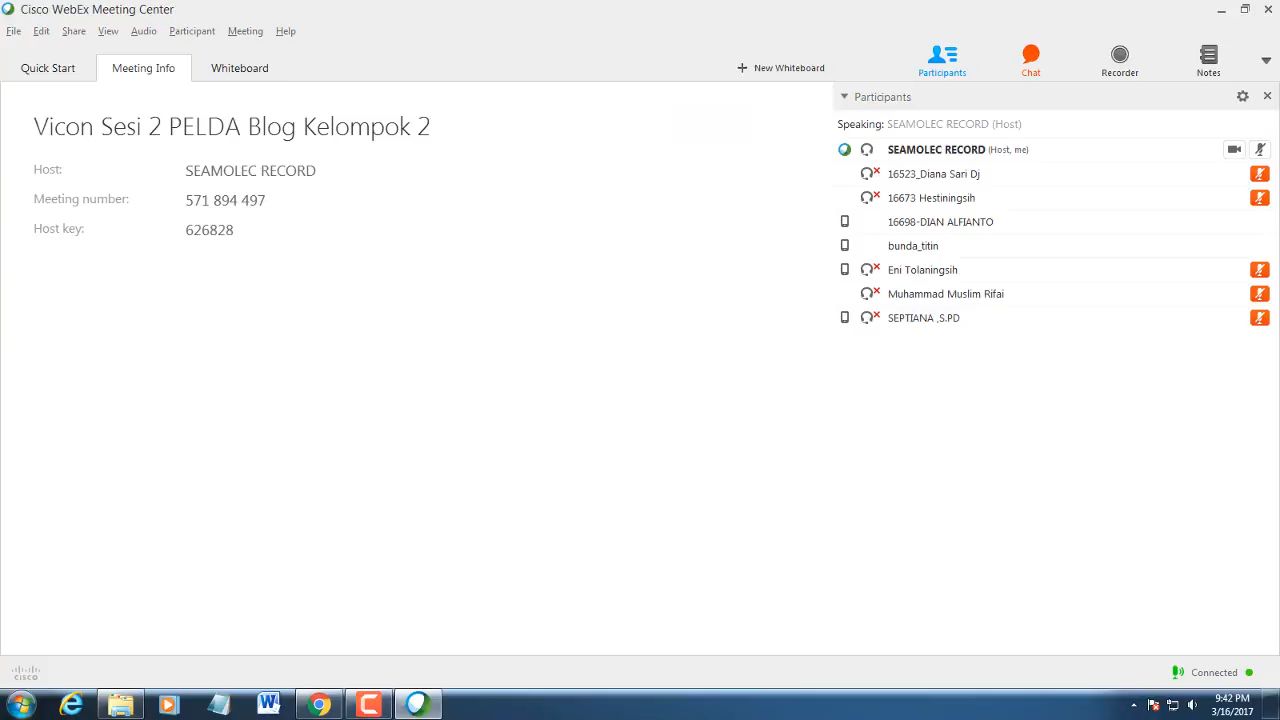 Cisco WebEx Meeting Center
File Edit Share View Audio Participant Meeting Help
Quick Start Meeting Info Whiteboard
New Whiteboard
Participants Chat Recorder Notes
Vicon Sesi 2 PELDA Blog Kelompok 2
Host: SEAMOLEC RECORD
Meeting number: 571 894 497
Host key: 626828
Participants
Speaking: SEAMOLEC RECORD (Host)
SEAMOLEC RECORD (Host, me)
16523_Diana Sari Dj
16673 Hestiningsih
16698-DIAN ALFIANTO
bunda_titin
Eni Tolaningsih
Muhammad Muslim Rifai
SEPTIANA ,S.PD
cisco
Connected
9:42 PM
3/16/2017